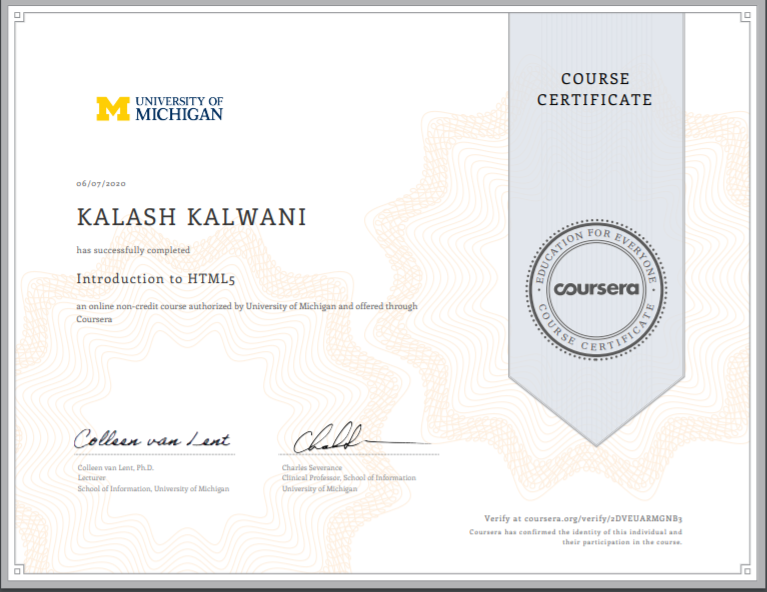 UNIVERSITY OF
MICHIGAN
COURSE
CERTIFICATE
06/07/2020
KALASH KALWANI
has successfully completed
Introduction to HTML5
an online non-credit course authorized by University of Michigan and offered through
Coursera
EDUCATION FOR EVERYONE
coursera
COURSE CERTIFICATE
Colleen van Lent
Colleen van Lent, Ph.D.
Lecturer
School of Information, University of Michigan
Charles Severance
Clinical Professor, School of Information
University of Michigan
Verify at coursera.org/verify/2DVEUARMGNB3
Coursera has confirmed the identity of this individual and
their participation in the course.